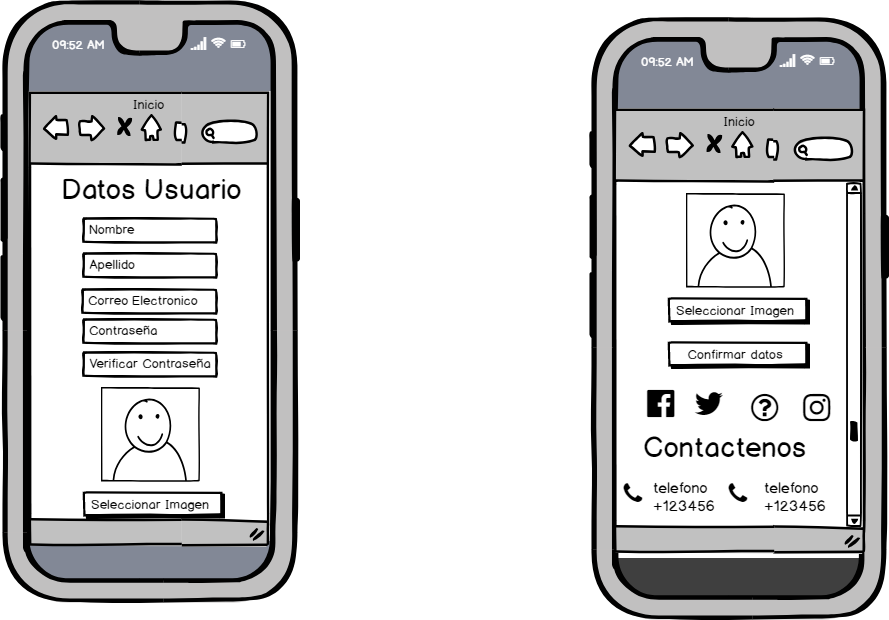 09:52 AM
Inicio
Datos Usuario
Nombre
Apellido
Correo Electronico
Contraseña
Verificar Contraseña
Seleccionar Imagen
09:52 AM
Inicio
Seleccionar Imagen
Confirmar datos
?
Contactenos
telefono
+123456
telefono
+123456